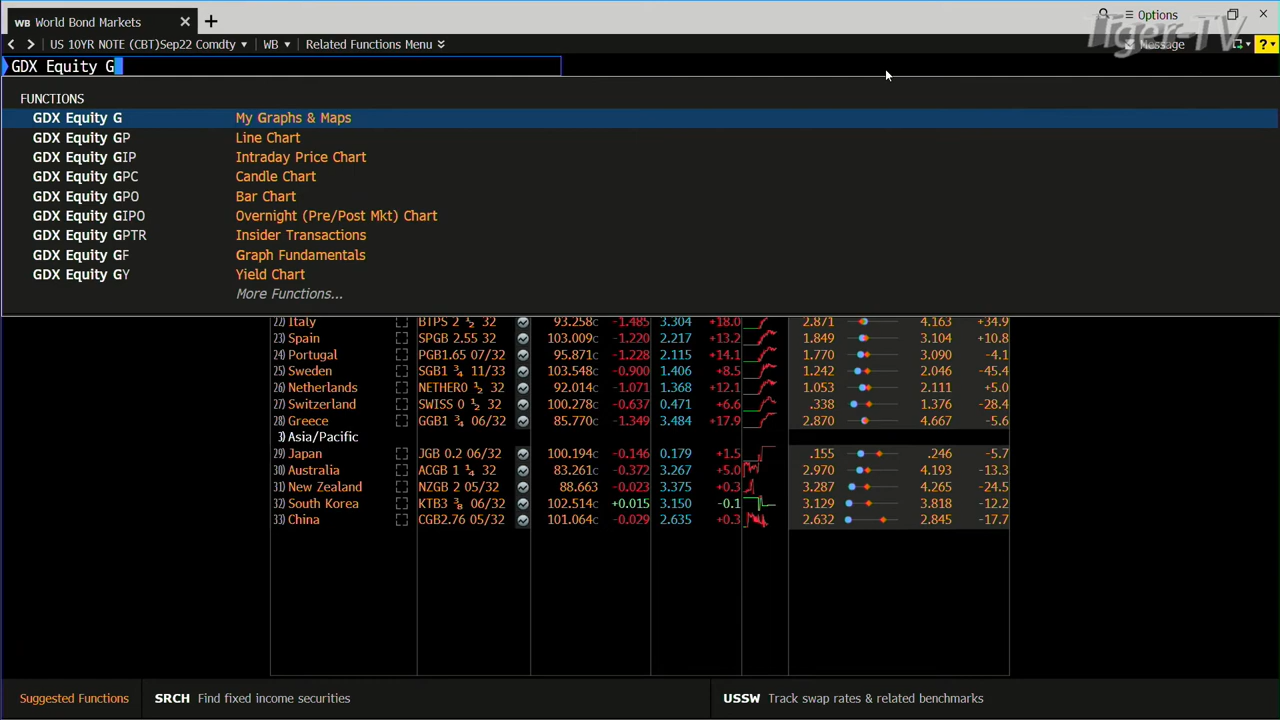 WB World Bond Markets × +
Options
Tiger-TV
< > US 10YR NOTE (CBT)Sep22 Comdty WB Related Functions Menu
Message
?
GDX Equity G
FUNCTIONS
GDX Equity G My Graphs & Maps
GDX Equity GP Line Chart
GDX Equity GIP Intraday Price Chart
GDX Equity GPC Candle Chart
GDX Equity GPO Bar Chart
GDX Equity GIPO Overnight (Pre/Post Mkt) Chart
GDX Equity GPTR Insider Transactions
GDX Equity GF Graph Fundamentals
GDX Equity GY Yield Chart
More Functions...
22) Italy BTPS 2 ½ 32 93.258c -1.485 3.304 +18.0 2.871 4.163 +34.9
23) Spain SPGB 2.55 32 103.009c -1.220 2.217 +13.2 1.849 3.104 +10.8
24) Portugal PGB1.65 07/32 95.871c -1.228 2.115 +14.1 1.770 3.090 -4.1
25) Sweden SGB1 ¾ 11/33 103.548c -0.900 1.406 +8.5 1.242 2.046 -45.4
26) Netherlands NETHER0 ½ 32 92.014c -1.071 1.368 +12.1 1.053 2.111 +5.0
27) Switzerland SWISS 0 ½ 32 100.278c -0.637 0.471 +6.6 .338 1.376 -28.4
28) Greece GGB1 ¾ 06/32 85.770c -1.349 3.484 +17.9 2.870 4.667 -5.6
3) Asia/Pacific
29) Japan JGB 0.2 06/32 100.194c -0.146 0.179 +1.5 .155 .246 -5.7
30) Australia ACGB 1 ¼ 32 83.261c -0.372 3.267 +5.0 2.970 4.193 -13.3
31) New Zealand NZGB 2 05/32 88.663 -0.023 3.375 +0.3 3.287 4.265 -24.5
32) South Korea KTB3 ⅜ 06/32 102.514c +0.015 3.150 -0.1 3.129 3.818 -12.2
33) China CGB2.76 05/32 101.064c -0.029 2.635 +0.3 2.632 2.845 -17.7
Suggested Functions SRCH Find fixed income securities USSW Track swap rates & related benchmarks